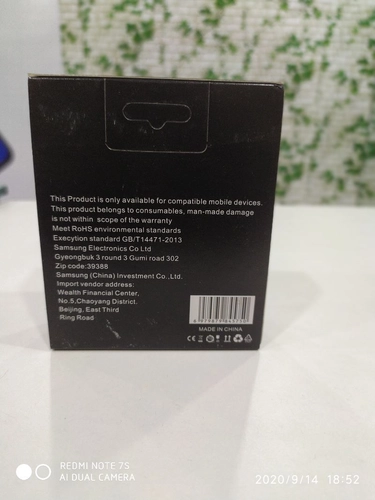 This Product is only available for compatible mobile devices.
This product belongs to consumables, man-made damage
is not within scope of the warranty
Meet RoHS environmental standards
Execytion standard GB/T14471-2013
Samsung Electronics Co Ltd
Gyeongbuk 3 round 3 Gumi road 302
Zip code:39388
Samsung (China) Investment Co.,Ltd.
Import vendor address:
Wealth Financial Center,
No.5,Chaoyang District.
Beijing, East Third
Ring Road
MADE IN CHINA
REDMI NOTE 7S
AI DUAL CAMERA
2020/9/14 18:52